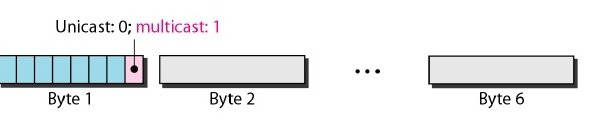 Unicast: 0; multicast: 1
...
Byte 1
Byte 2
Byte 6